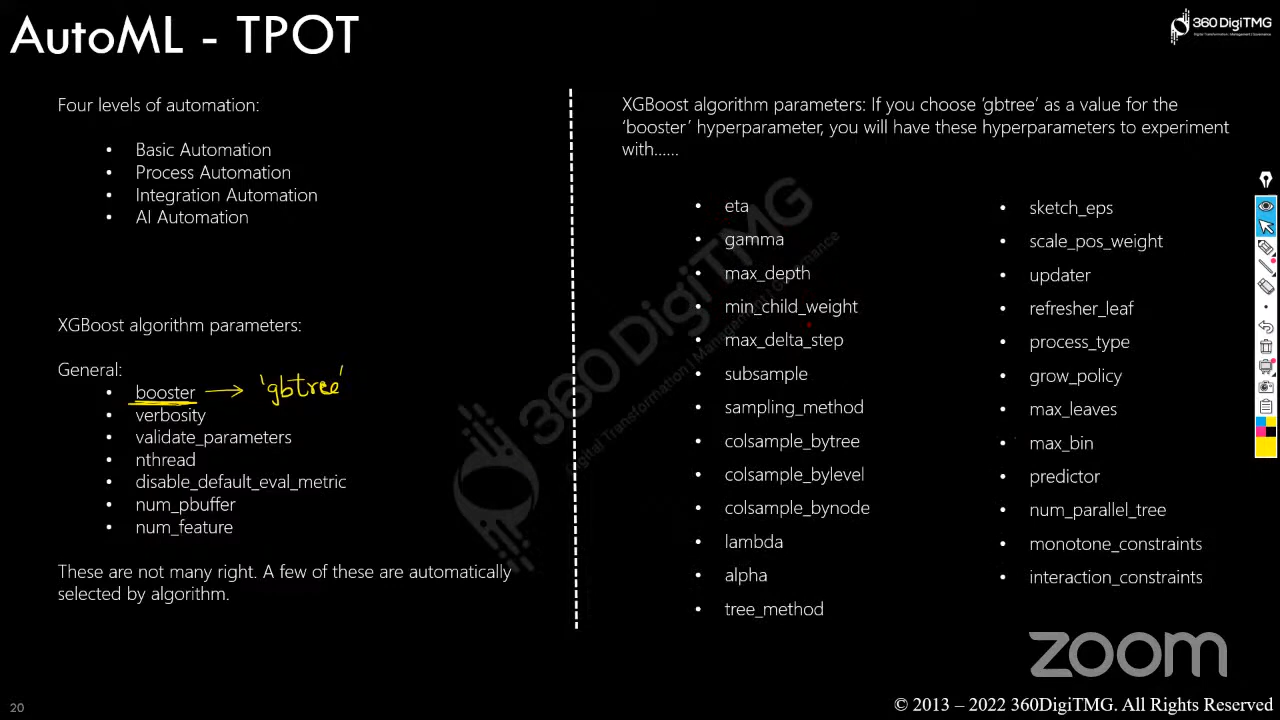 AutoML - TPOT
360DigiTMG
Four levels of automation:
• Basic Automation
• Process Automation
• Integration Automation
• AI Automation
XGBoost algorithm parameters:
General:
• booster → 'gbtree'
• verbosity
• validate_parameters
• nthread
• disable_default_eval_metric
• num_pbuffer
• num_feature
These are not many right. A few of these are automatically
selected by algorithm.
XGBoost algorithm parameters: If you choose ‘gbtree’ as a value for the
‘booster’ hyperparameter, you will have these hyperparameters to experiment
with......
• eta
• gamma
• max_depth
• min_child_weight
• max_delta_step
• subsample
• sampling_method
• colsample_bytree
• colsample_bylevel
• colsample_bynode
• lambda
• alpha
• tree_method
• sketch_eps
• scale_pos_weight
• updater
• refresher_leaf
• process_type
• grow_policy
• max_leaves
• max_bin
• predictor
• num_parallel_tree
• monotone_constraints
• interaction_constraints
360 DigiTMG
zoom
20
© 2013 – 2022 360DigiTMG. All Rights Reserved